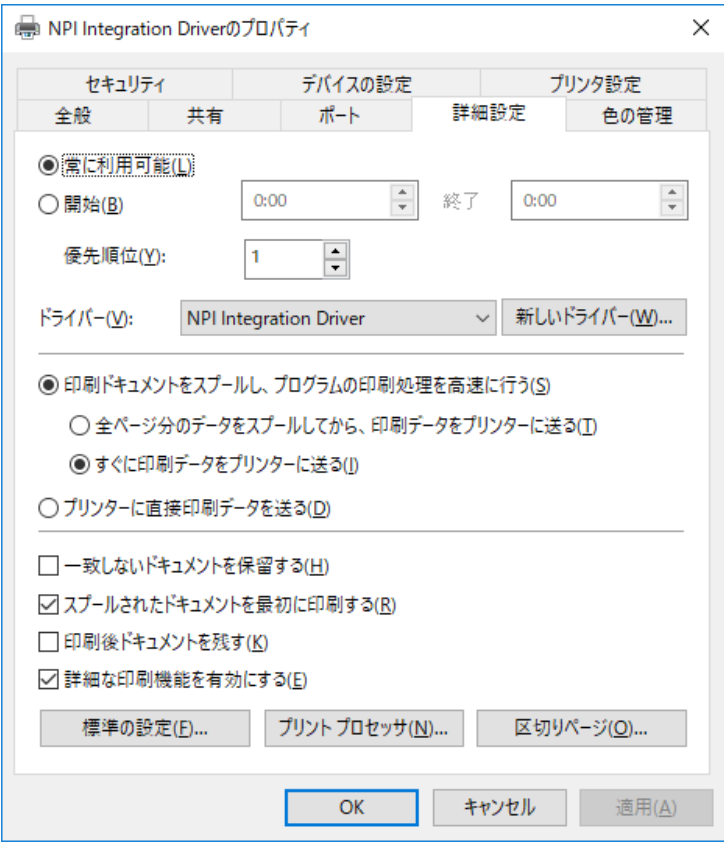 NPI Integration Driverのプロパティ
セキュリティ デバイスの設定 プリンタ設定
全般 共有 ポート 詳細設定 色の管理
常に利用可能(L)
開始(B) 0:00 終了 0:00
優先順位(Y): 1
ドライバー(V): NPI Integration Driver 新しいドライバー(W)...
印刷ドキュメントをスプールし、プログラムの印刷処理を高速に行う(S)
全ページ分のデータをスプールしてから、印刷データをプリンターに送る(T)
すぐに印刷データをプリンターに送る(I)
プリンターに直接印刷データを送る(D)
一致しないドキュメントを保留する(H)
スプールされたドキュメントを最初に印刷する(R)
印刷後ドキュメントを残す(K)
詳細な印刷機能を有効にする(E)
標準の設定(F)... プリント プロセッサ(N)... 区切りページ(O)...
OK キャンセル 適用(A)